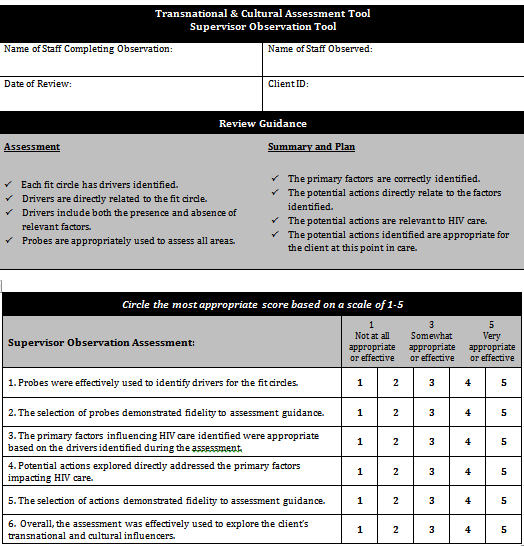 Transnational & Cultural Assessment Tool
Supervisor Observation Tool
Name of Staff Completing Observation:
Name of Staff Observed:
Date of Review:
Client ID:
Review Guidance
Assessment
✓ Each fit circle has drivers identified.
✓ Drivers are directly related to the fit circle.
✓ Drivers include both the presence and absence of
relevant factors.
✓ Probes are appropriately used to assess all areas.
Summary and Plan
✓ The primary factors are correctly identified.
✓ The potential actions directly relate to the factors
identified.
✓ The potential actions are relevant to HIV care.
✓ The potential actions identified are appropriate for
the client at this point in care.
Circle the most appropriate score based on a scale of 1-5
Supervisor Observation Assessment:
1
Not at all
appropriate
or effective
3
Somewhat
appropriate
or effective
5
Very
appropriate
or effective
1. Probes were effectively used to identify drivers for the fit circles.
1 2 3 4 5
2. The selection of probes demonstrated fidelity to assessment guidance.
1 2 3 4 5
3. The primary factors influencing HIV care identified were appropriate
based on the drivers identified during the assessment.
1 2 3 4 5
4. Potential actions explored directly addressed the primary factors
impacting HIV care.
1 2 3 4 5
5. The selection of actions demonstrated fidelity to assessment guidance.
1 2 3 4 5
6. Overall, the assessment was effectively used to explore the client's
transnational and cultural influencers.
1 2 3 4 5